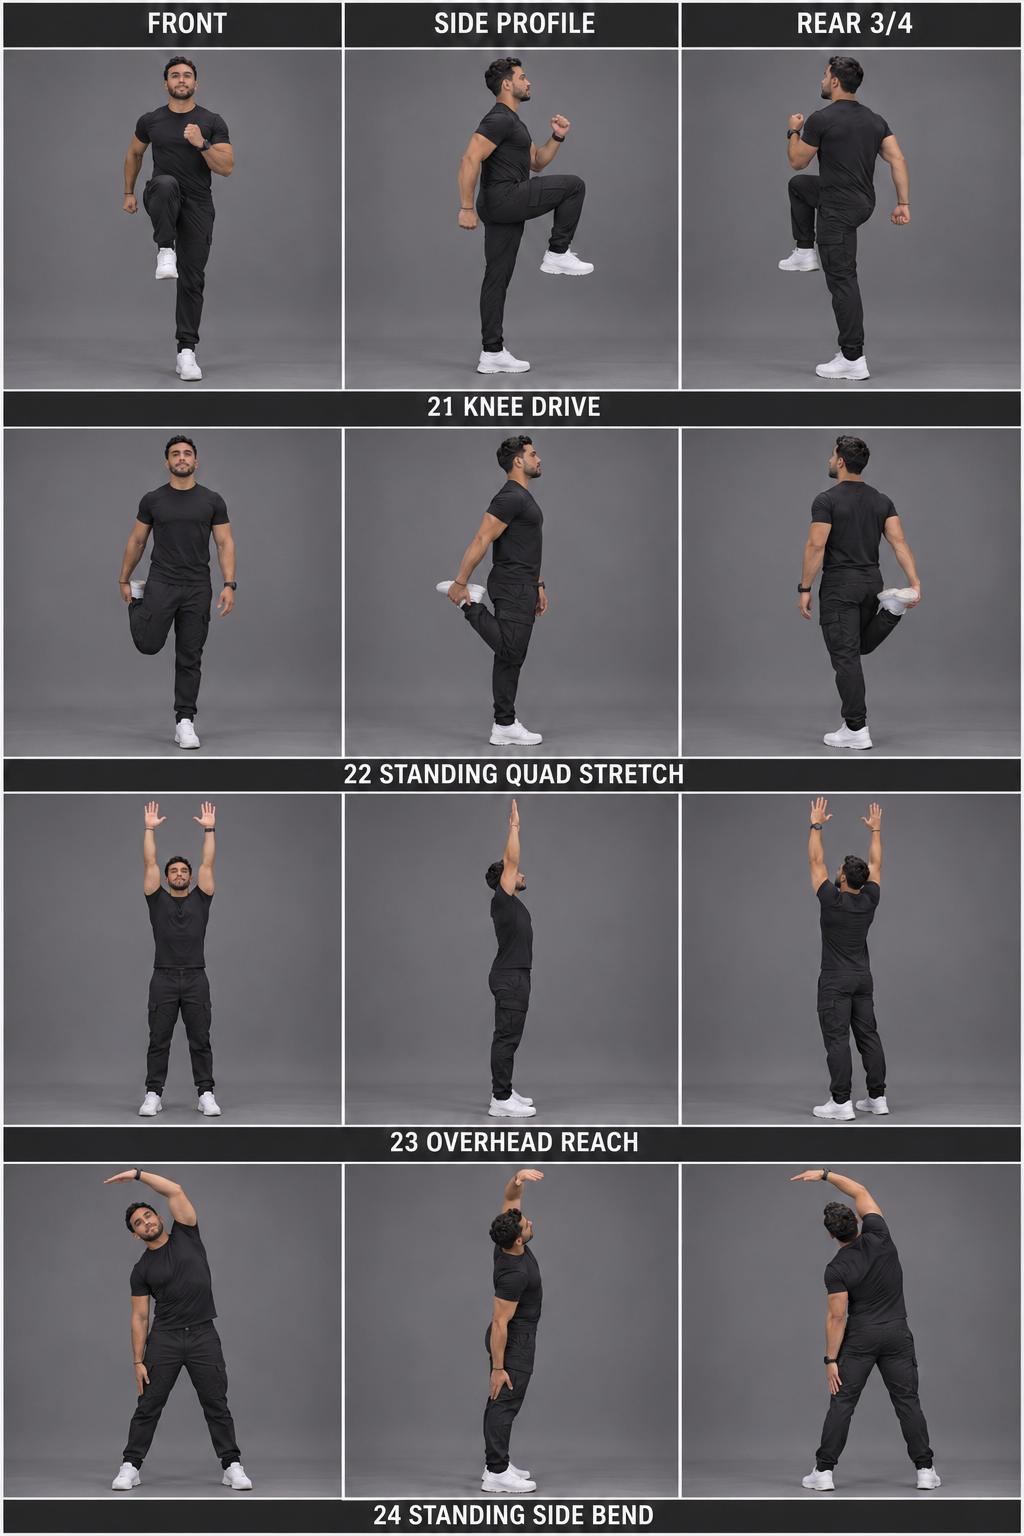 FRONT
SIDE PROFILE
REAR 3/4
21 KNEE DRIVE
22 STANDING QUAD STRETCH
23 OVERHEAD REACH
24 STANDING SIDE BEND